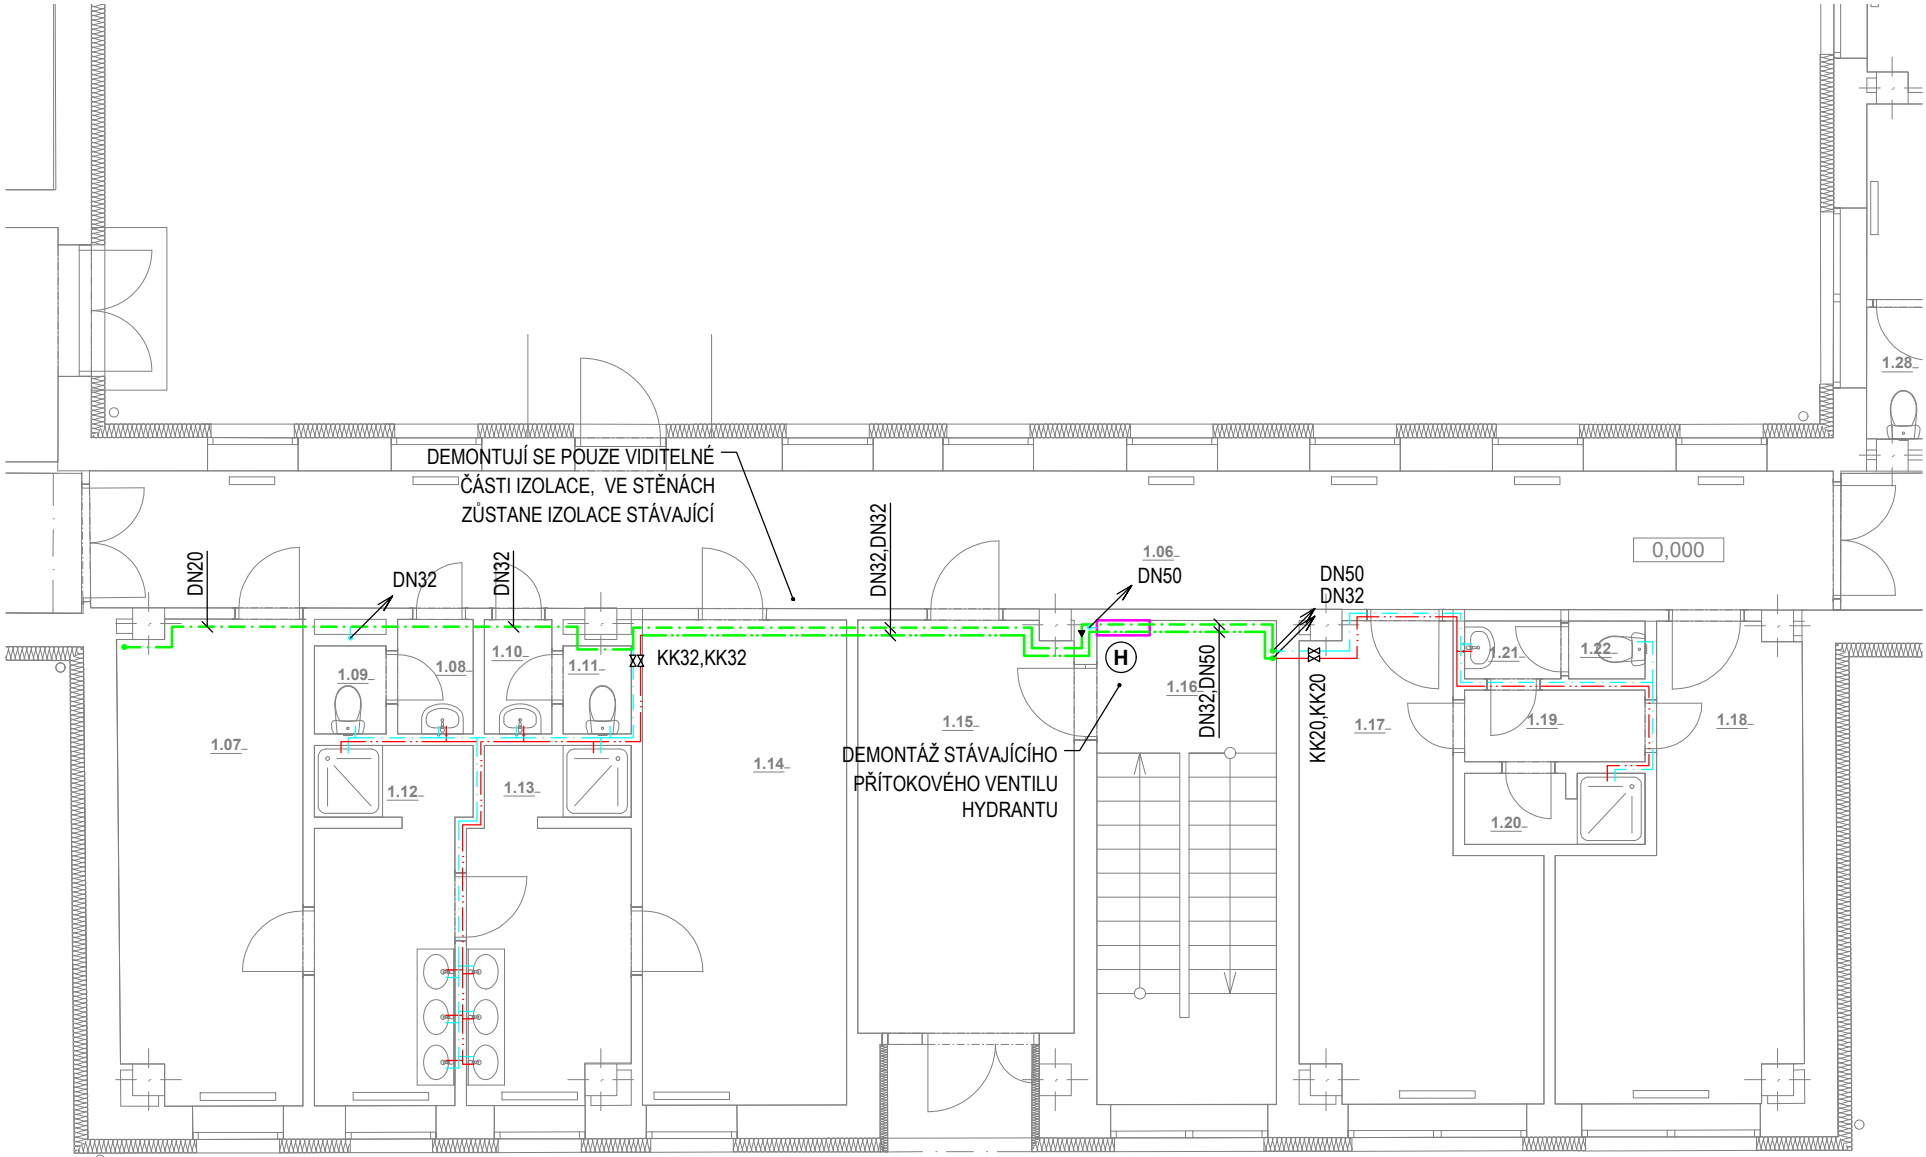 1.28
DEMONTUJÍ SE POUZE VIDITELNÉ
ČÁSTI IZOLACE, VE STĚNÁCH
ZŮSTANE IZOLACE STÁVAJÍCÍ
DN20
DN32
DN32
DN32,DN32
1.06
DN50
DN50
DN32
0,000
KK32,KK32
H
1.09
1.08
1.10
1.11
1.07
1.12
1.13
1.14
1.15
1.16
DN32,DN50
KK20,KK20
1.17
1.21
1.22
1.19
1.18
1.20
DEMONTÁŽ STÁVAJÍCÍHO
PŘÍTOKOVÉHO VENTILU
HYDRANTU